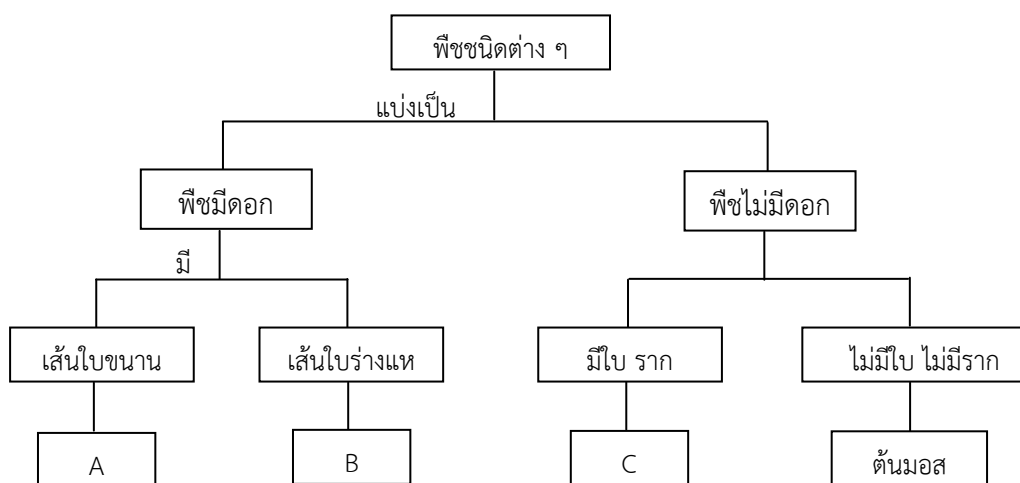 พืชชนิดต่าง ๆ
แบ่งเป็น
พืชมีดอก
พืชไม่มีดอก
มี
เส้นใบขนาน
เส้นใบร่างแห
มีใบ ราก
ไม่มีใบ ไม่มีราก
A
B
C
ต้นมอส